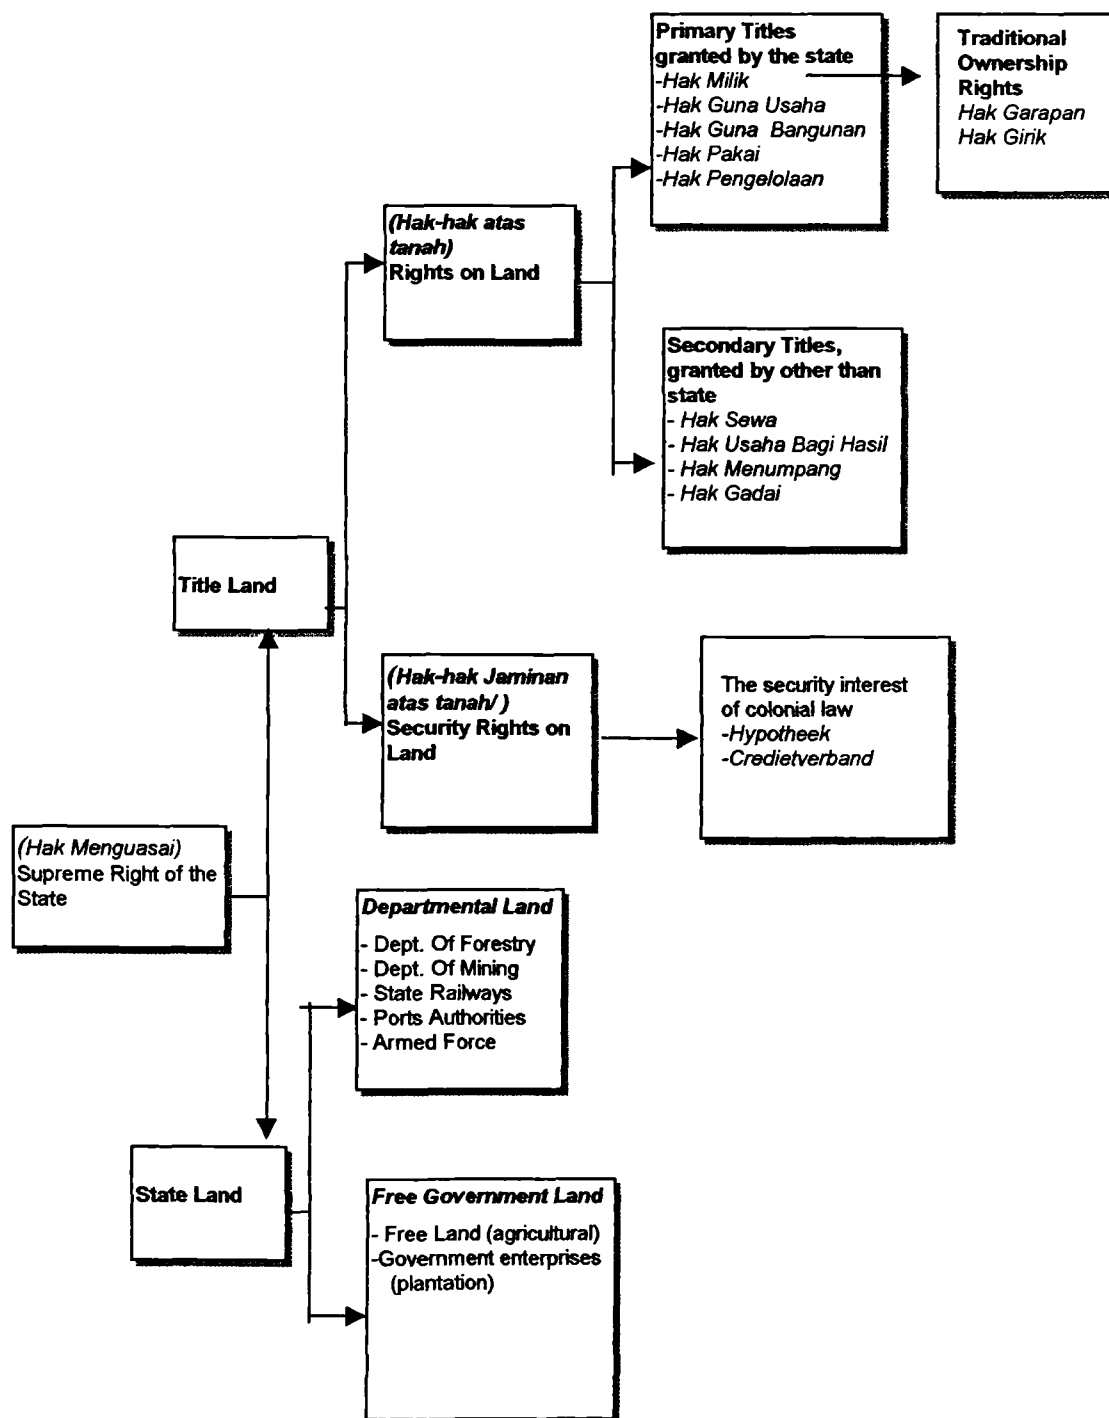 Primary Titles
granted by the state
-Hak Milik
-Hak Guna Usaha
-Hak Guna Bangunan
-Hak Pakai
-Hak Pengelolaan
Traditional
Ownership
Rights
Hak Garapan
Hak Girik
(Hak-hak atas
tanah)
Rights on Land
Secondary Titles,
granted by other than
state
- Hak Sewa
- Hak Usaha Bagi Hasil
- Hak Menumpang
- Hak Gadai
Title Land
(Hak-hak Jaminan
atas tanah/ )
Security Rights on
Land
The security interest
of colonial law
-Hypotheek
-Credietverband
(Hak Menguasai)
Supreme Right of the
State
Departmental Land
- Dept. Of Forestry
- Dept. Of Mining
- State Railways
- Ports Authorities
- Armed Force
State Land
Free Government Land
- Free Land (agricultural)
-Government enterprises
(plantation)